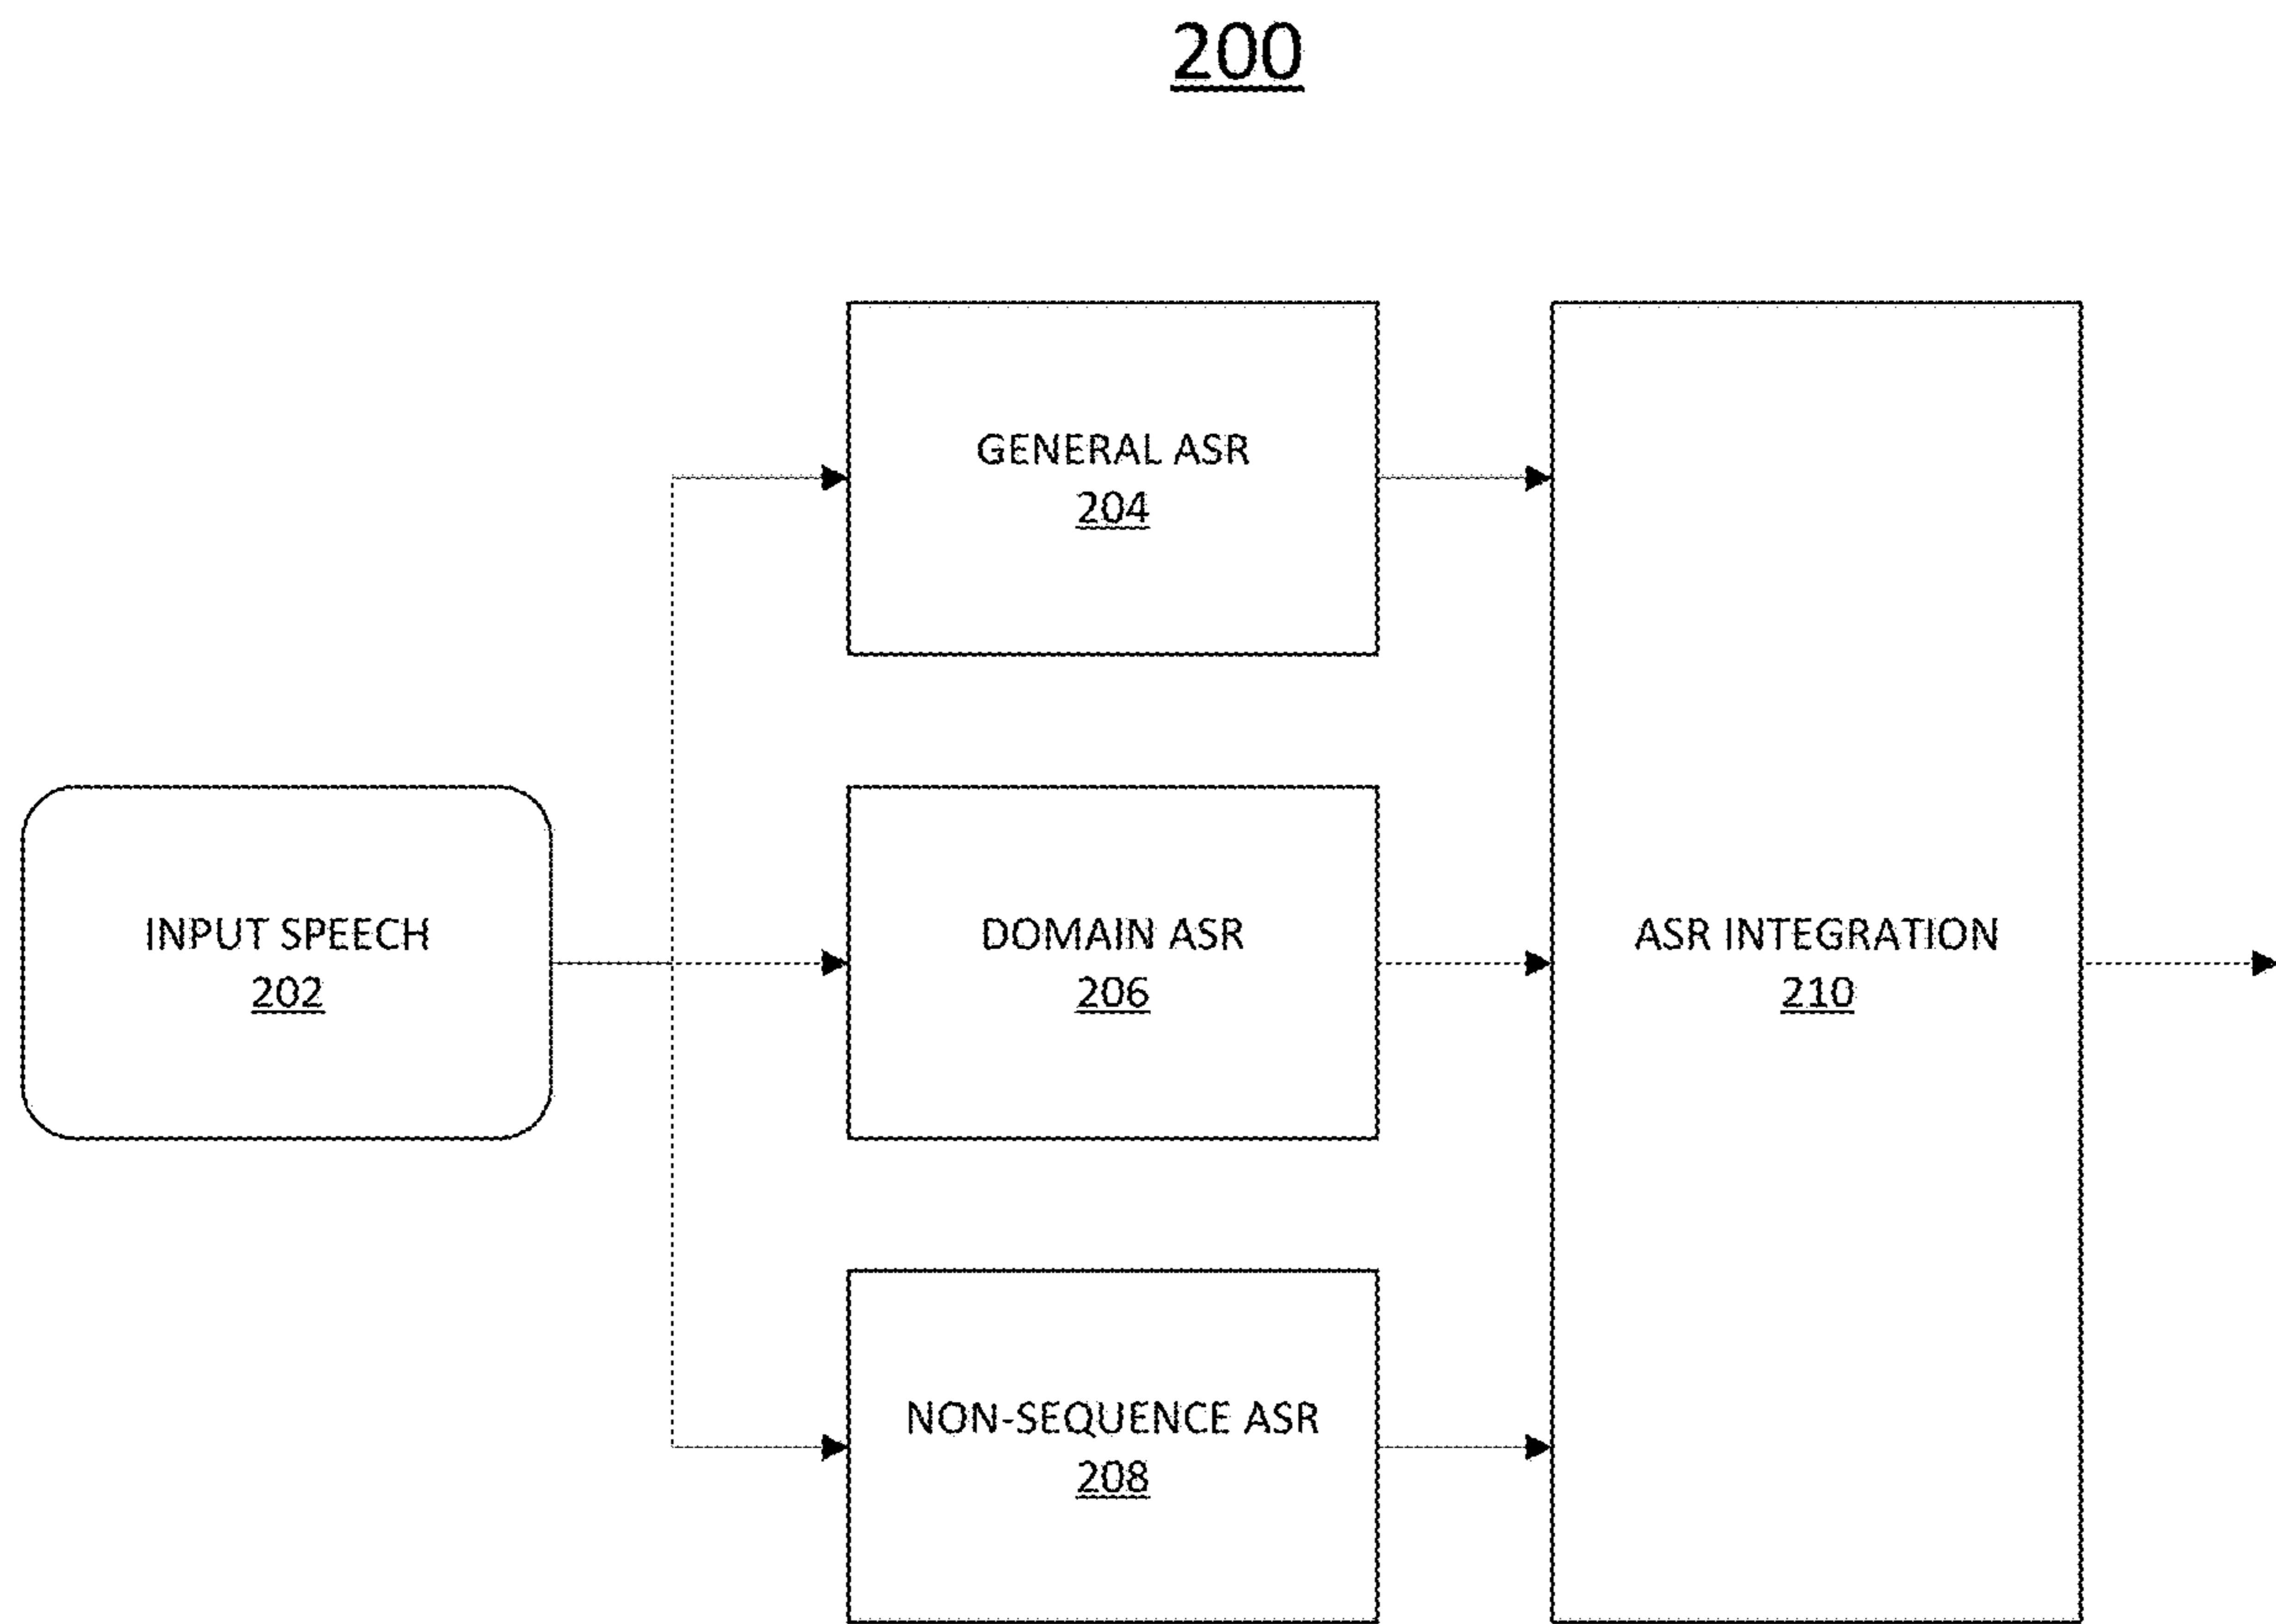 200
GENERAL ASR
204
INPUT SPEECH
202
DOMAIN ASR
206
ASR INTEGRATION
210
NON-SEQUENCE ASR
208